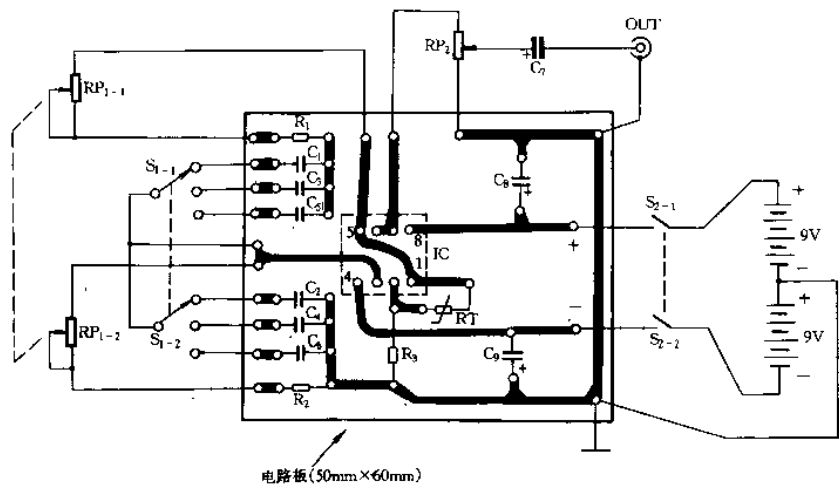 OUT
RP₂
C₇
RP₁₋₁
R₁
C₁
S₁₋₁
C₃
C₅
C₈
5
8
S₂₋₁
+
9V
−
IC
+
4
1
C₂
RT
−
+
RP₁₋₂
C₄
S₁₋₂
R₃
C₉
S₂₋₂
9V
C₆
−
R₂
电路板(50mm×60mm)